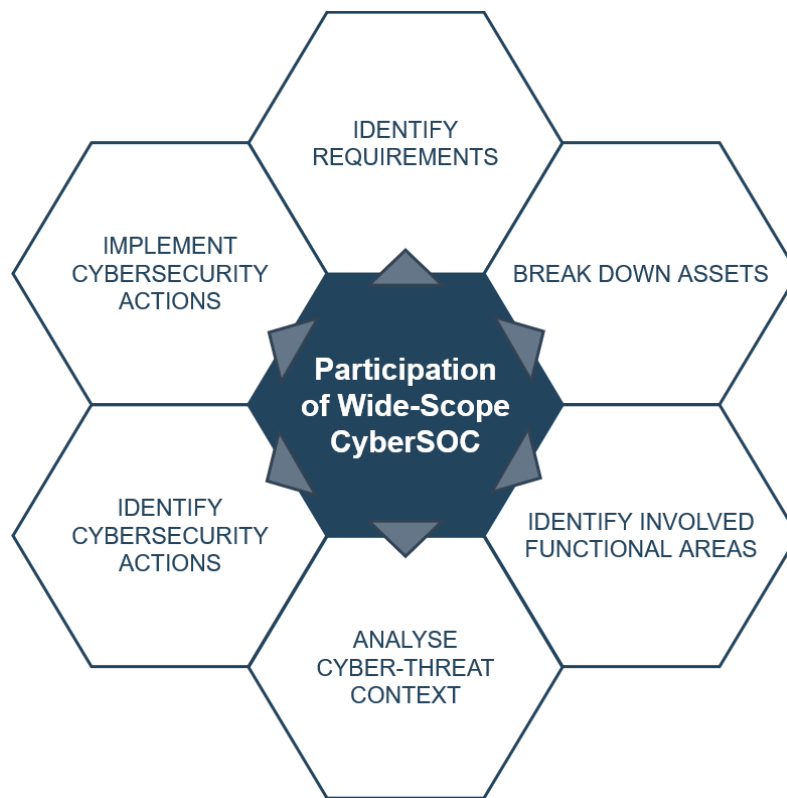 IDENTIFY
REQUIREMENTS
BREAK DOWN ASSETS
IDENTIFY INVOLVED
FUNCTIONAL AREAS
ANALYSE
CYBER-THREAT
CONTEXT
IDENTIFY
CYBERSECURITY
ACTIONS
IMPLEMENT
CYBERSECURITY
ACTIONS
Participation
of Wide-Scope
CyberSOC